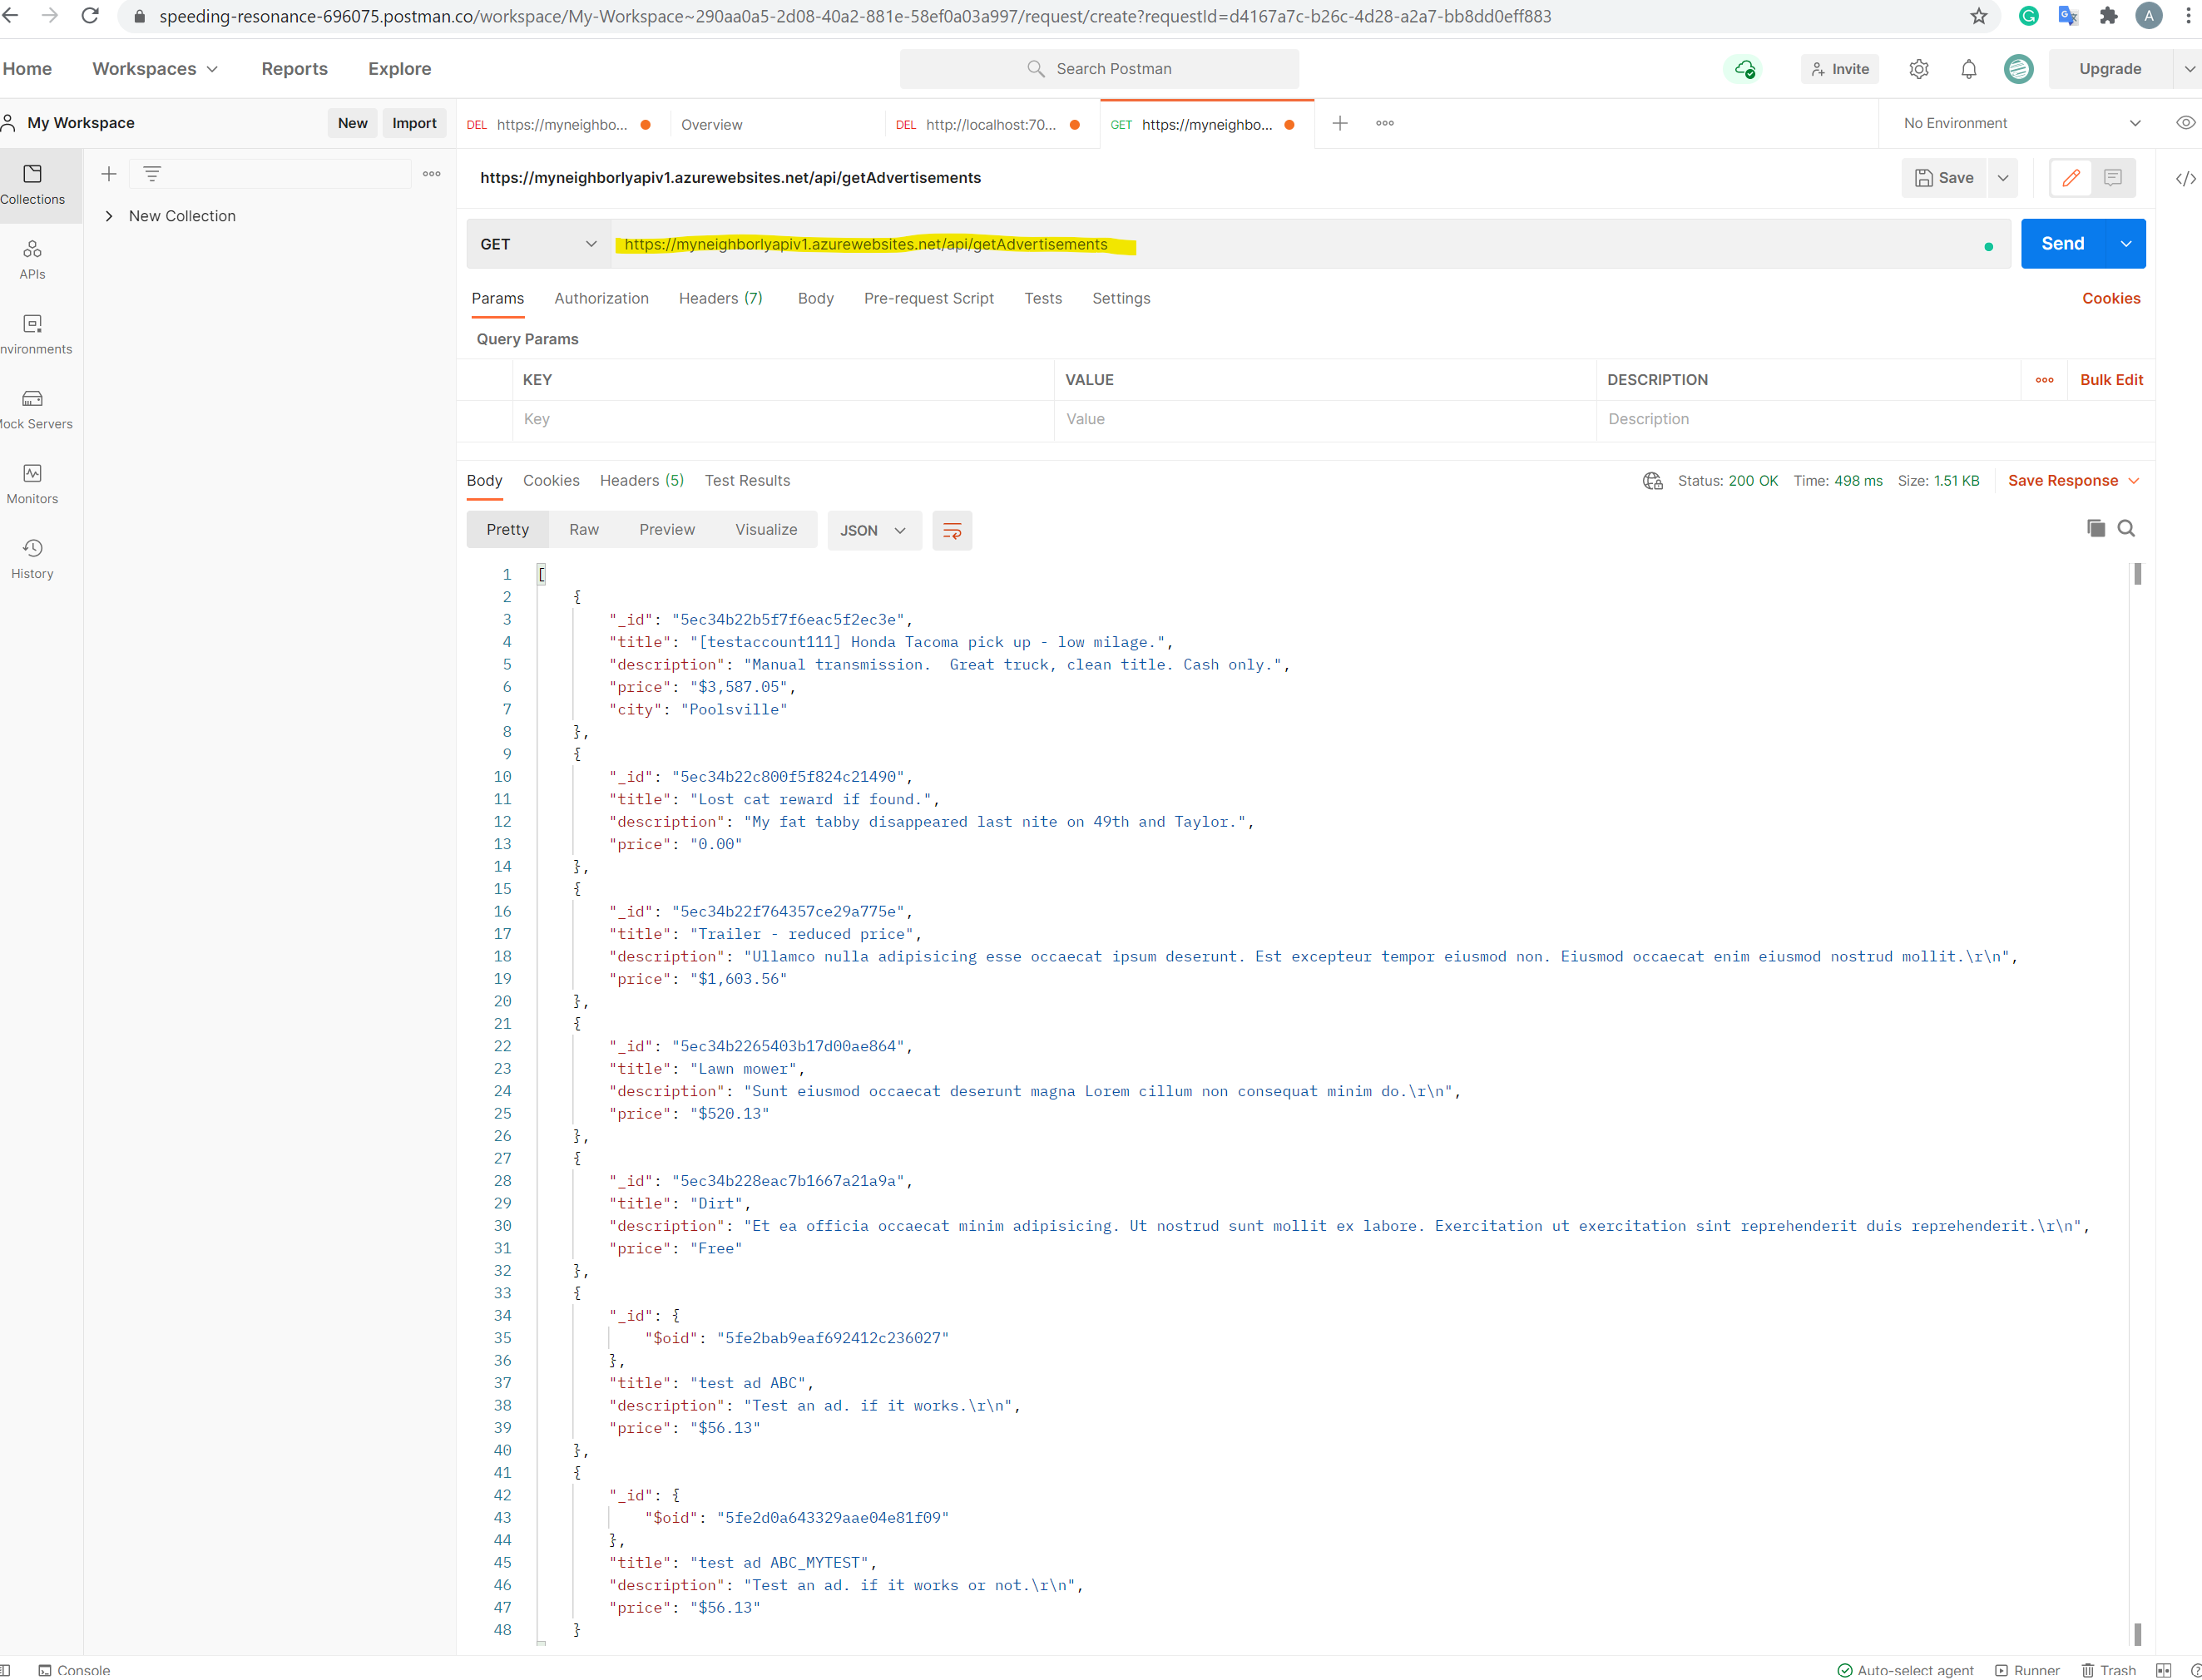 speeding-resonance-696075.postman.co/workspace/My-Workspace~290aa0a5-2d08-40a2-881e-58ef0a03a997/request/create?requestId=d4167a7c-b26c-4d28-a2a7-bb8dd0eff883
A
Home Workspaces Reports Explore Search Postman Invite Upgrade
My Workspace New Import DEL https://myneighbo... Overview DEL http://localhost:70... GET https://myneighbo... No Environment
Collections
New Collection
APIs
nvironments
Mock Servers
Monitors
History
https://myneighborlyapiv1.azurewebsites.net/api/getAdvertisements Save
GET https://myneighborlyapiv1.azurewebsites.net/api/getAdvertisements Send
Params Authorization Headers (7) Body Pre-request Script Tests Settings Cookies
Query Params
KEY VALUE DESCRIPTION Bulk Edit
Key Value Description
Body Cookies Headers (5) Test Results Status: 200 OK Time: 498 ms Size: 1.51 KB Save Response
Pretty Raw Preview Visualize JSON
1 [
2 {
3 "_id": "5ec34b22b5f7f6eac5f2ec3e",
4 "title": "[testaccount111] Honda Tacoma pick up - low milage.",
5 "description": "Manual transmission.  Great truck, clean title. Cash only.",
6 "price": "$3,587.05",
7 "city": "Poolsville"
8 },
9 {
10 "_id": "5ec34b22c800f5f824c21490",
11 "title": "Lost cat reward if found.",
12 "description": "My fat tabby disappeared last nite on 49th and Taylor.",
13 "price": "0.00"
14 },
15 {
16 "_id": "5ec34b22f764357ce29a775e",
17 "title": "Trailer - reduced price",
18 "description": "Ullamco nulla adipisicing esse occaecat ipsum deserunt. Est excepteur tempor eiusmod non. Eiusmod occaecat enim eiusmod nostrud mollit.\r\n",
19 "price": "$1,603.56"
20 },
21 {
22 "_id": "5ec34b2265403b17d00ae864",
23 "title": "Lawn mower",
24 "description": "Sunt eiusmod occaecat deserunt magna Lorem cillum non consequat minim do.\r\n",
25 "price": "$520.13"
26 },
27 {
28 "_id": "5ec34b228eac7b1667a21a9a",
29 "title": "Dirt",
30 "description": "Et ea officia occaecat minim adipisicing. Ut nostrud sunt mollit ex labore. Exercitation ut exercitation sint reprehenderit duis reprehenderit.\r\n",
31 "price": "Free"
32 },
33 {
34 "_id": {
35 "$oid": "5fe2bab9eaf692412c236027"
36 },
37 "title": "test ad ABC",
38 "description": "Test an ad. if it works.\r\n",
39 "price": "$56.13"
40 },
41 {
42 "_id": {
43 "$oid": "5fe2d0a643329aae04e81f09"
44 },
45 "title": "test ad ABC_MYTEST",
46 "description": "Test an ad. if it works or not.\r\n",
47 "price": "$56.13"
48 }
Console Auto-select agent Runner Trash